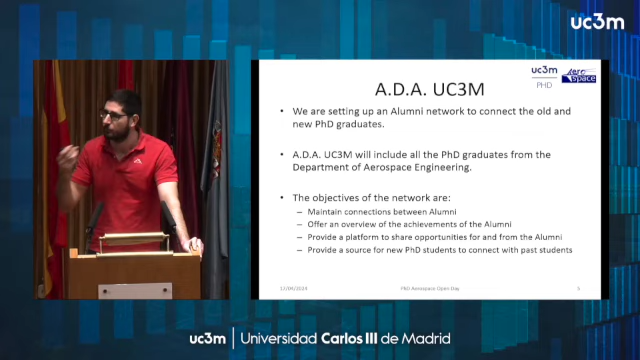 uc3m
uc3m
PHD
Aero
space
A.D.A. UC3M
• We are setting up an Alumni network to connect the old and
new PhD graduates.
• A.D.A. UC3M will include all the PhD graduates from the
Department of Aerospace Engineering.
• The objectives of the network are:
– Maintain connections between Alumni
– Offer an overview of the achievements of the Alumni
– Provide a platform to share opportunities for and from the Alumni
– Provide a source for new PhD students to connect with past students
12/04/2024 PhD Aerospace Open Day 5
uc3m | Universidad Carlos III de Madrid